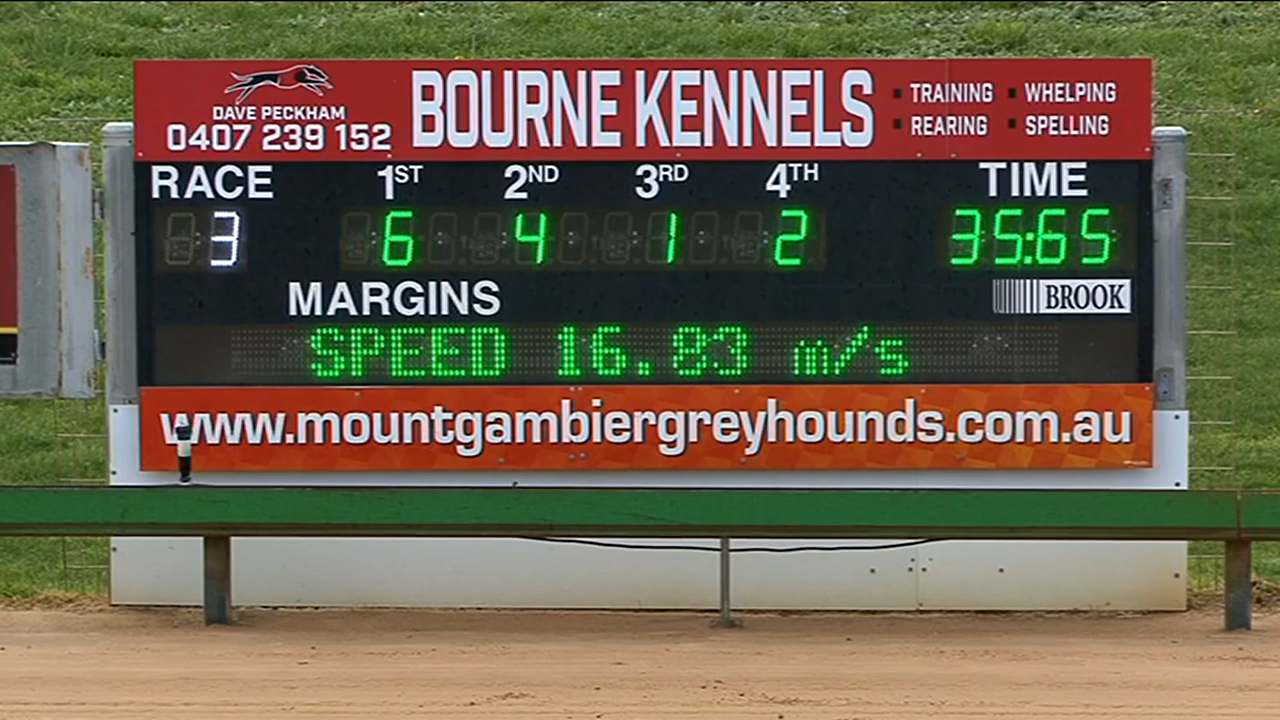 DAVE PECKHAM
0407 239 152
BOURNE KENNELS
TRAINING WHELPING
REARING SPELLING
RACE 1ST 2ND 3RD 4TH TIME
3 6 4 1 2 35:65
MARGINS BROOK
SPEED 16.83 m/s
www.mountgambiergreyhounds.com.au